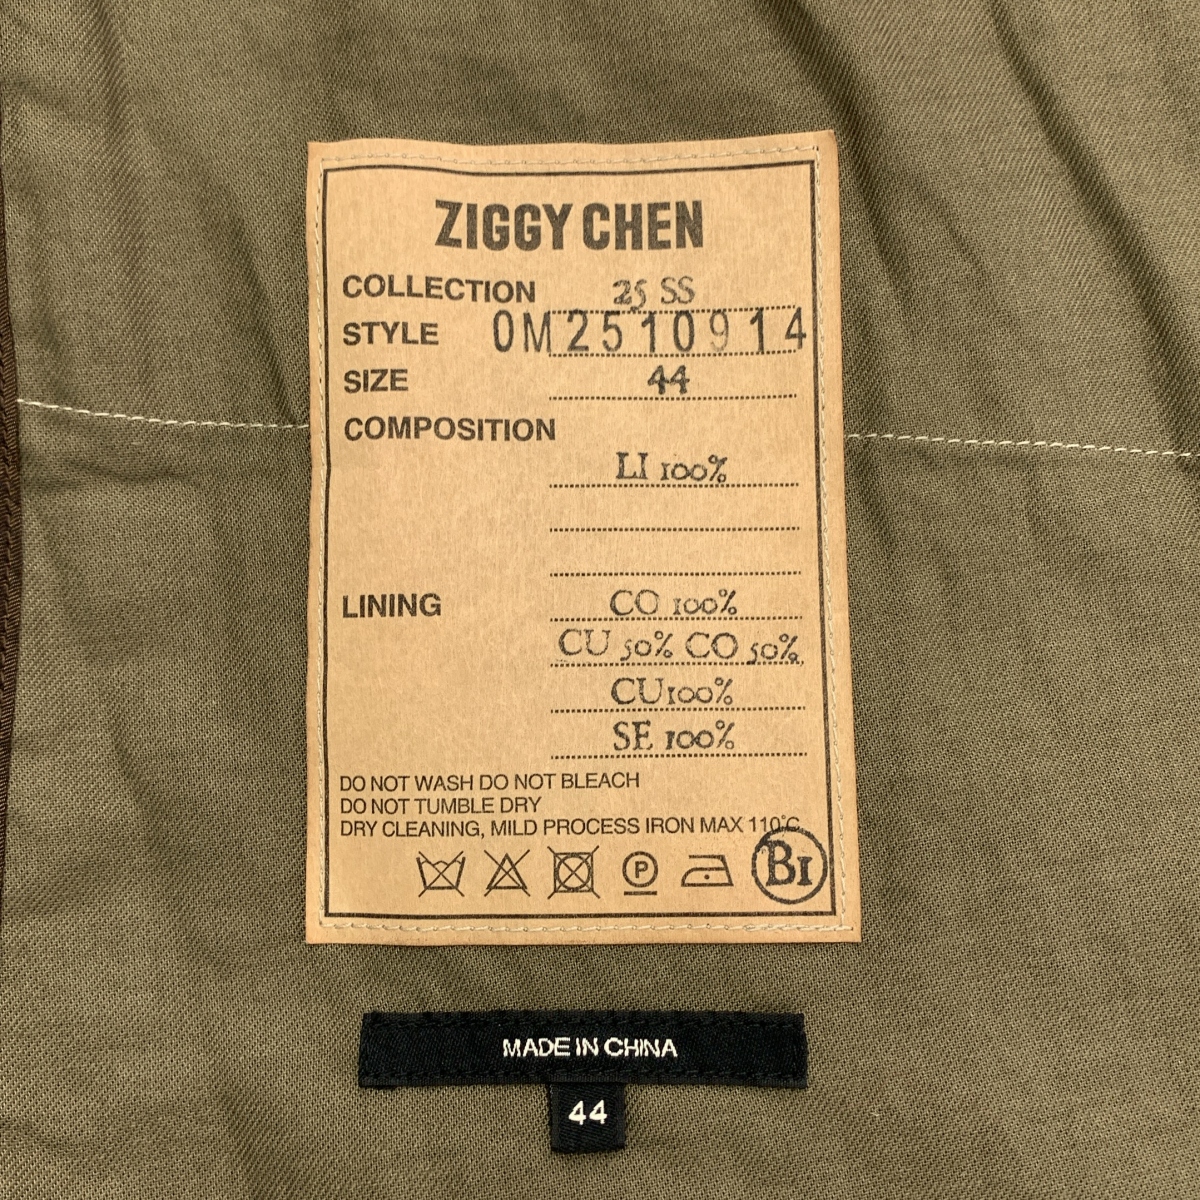 ZIGGY CHEN
COLLECTION 25 SS
STYLE 0M2510914
SIZE 44
COMPOSITION
LI 100%
LINING CO 100%
CU 50% CO 50%
CU100%
SE 100%
DO NOT WASH DO NOT BLEACH
DO NOT TUMBLE DRY
DRY CLEANING, MILD PROCESS IRON MAX 110°C
P BI
MADE IN CHINA
44